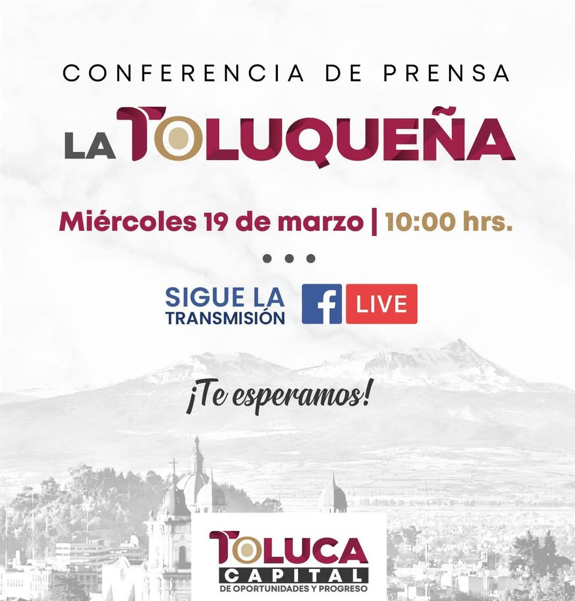 CONFERENCIA DE PRENSA
LA TOLUQUEÑA
Miércoles 19 de marzo | 10:00 hrs.
SIGUE LA
TRANSMISIÓN
f LIVE
¡Te esperamos!
TOLUCA
CAPITAL
DE OPORTUNIDADES Y PROGRESO